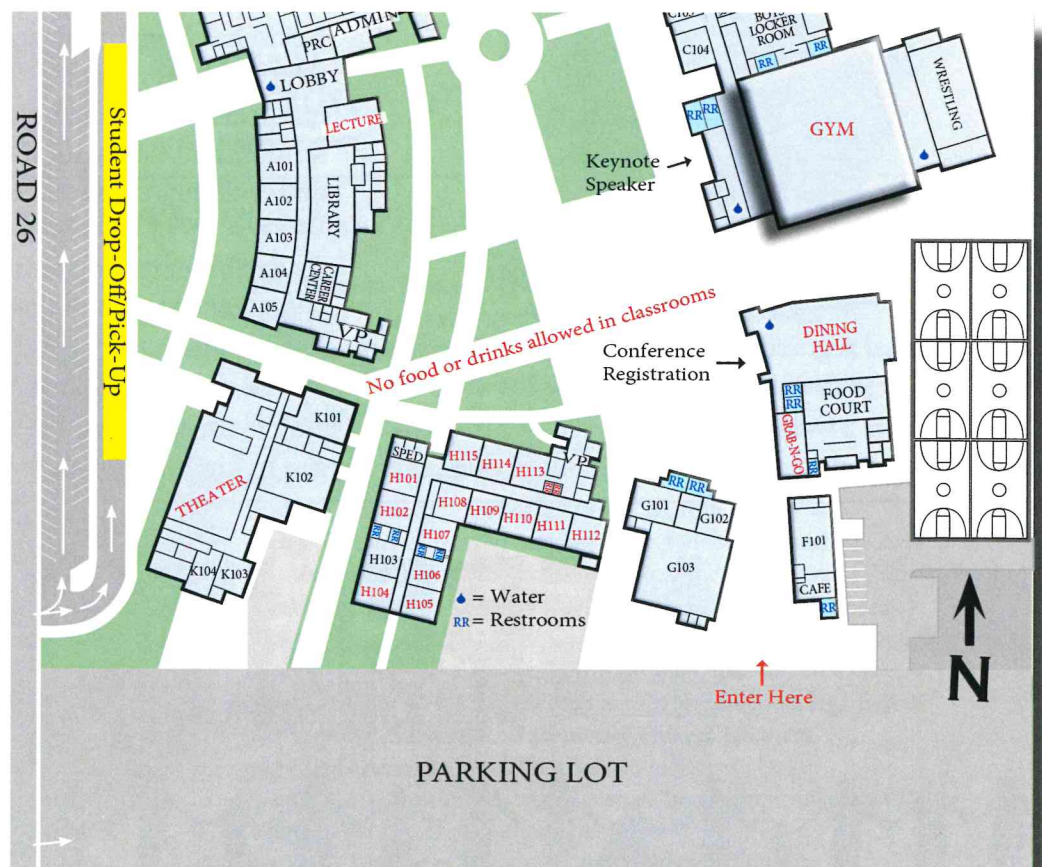 ADMIN
PRC
LOBBY
LECTURE
A101
LIBRARY
A102
A103
A104
CAREER
CENTER
A105
VP
ROAD 26
Student Drop-Off/Pick-Up
C104
BOYS
LOCKER
ROOM
RR
RR
RR
RR
GYM
WRESTLING
Keynote
Speaker
No food or drinks allowed in classrooms
DINING
HALL
Conference
Registration
RR
RR
FOOD
COURT
GRAB-N-GO
RR
K101
K102
THEATER
K104
K103
SPED
H115
H114
H113
VP
RR
RR
H101
H102
H108
H109
H110
H111
H112
RR
RR
H107
H103
RR
RR
H106
H104
H105
RR
RR
G101
G102
G103
F101
CAFE
RR
= Water
RR = Restrooms
Enter Here
N
PARKING LOT